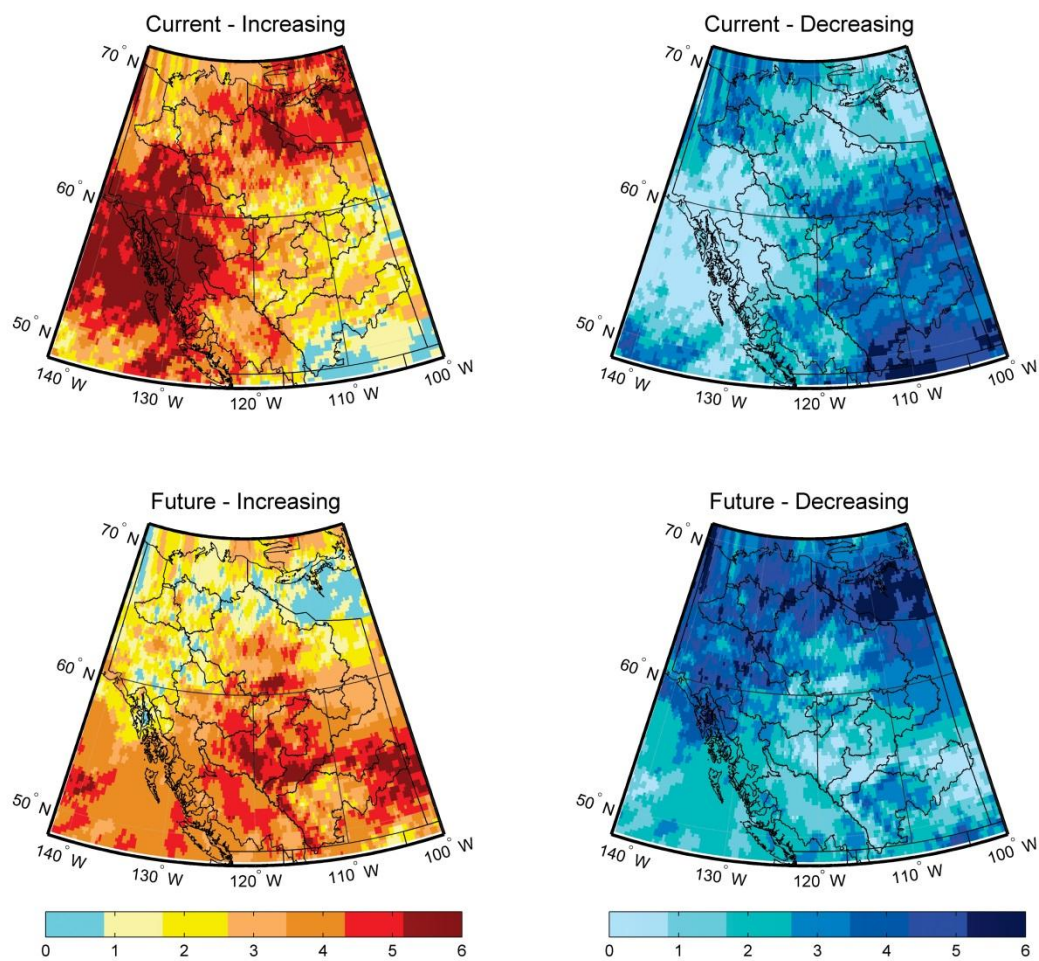 Current - Increasing
Current - Decreasing
70° N
60° N
50° N
140° W
130° W
120° W
110° W
100° W
70° N
60° N
50° N
140° W
130° W
120° W
110° W
100° W
Future - Increasing
Future - Decreasing
70° N
60° N
50° N
140° W
130° W
120° W
110° W
100° W
70° N
60° N
50° N
140° W
130° W
120° W
110° W
100° W
0 1 2 3 4 5 6
0 1 2 3 4 5 6